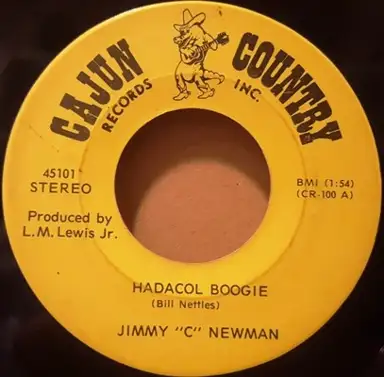 CAJUN COUNTRY
RECORDS INC.
45101
STEREO
BMI (1:54)
(CR-100 A)
Produced by
L.M. Lewis Jr.
HADACOL BOOGIE
(Bill Nettles)
JIMMY "C" NEWMAN